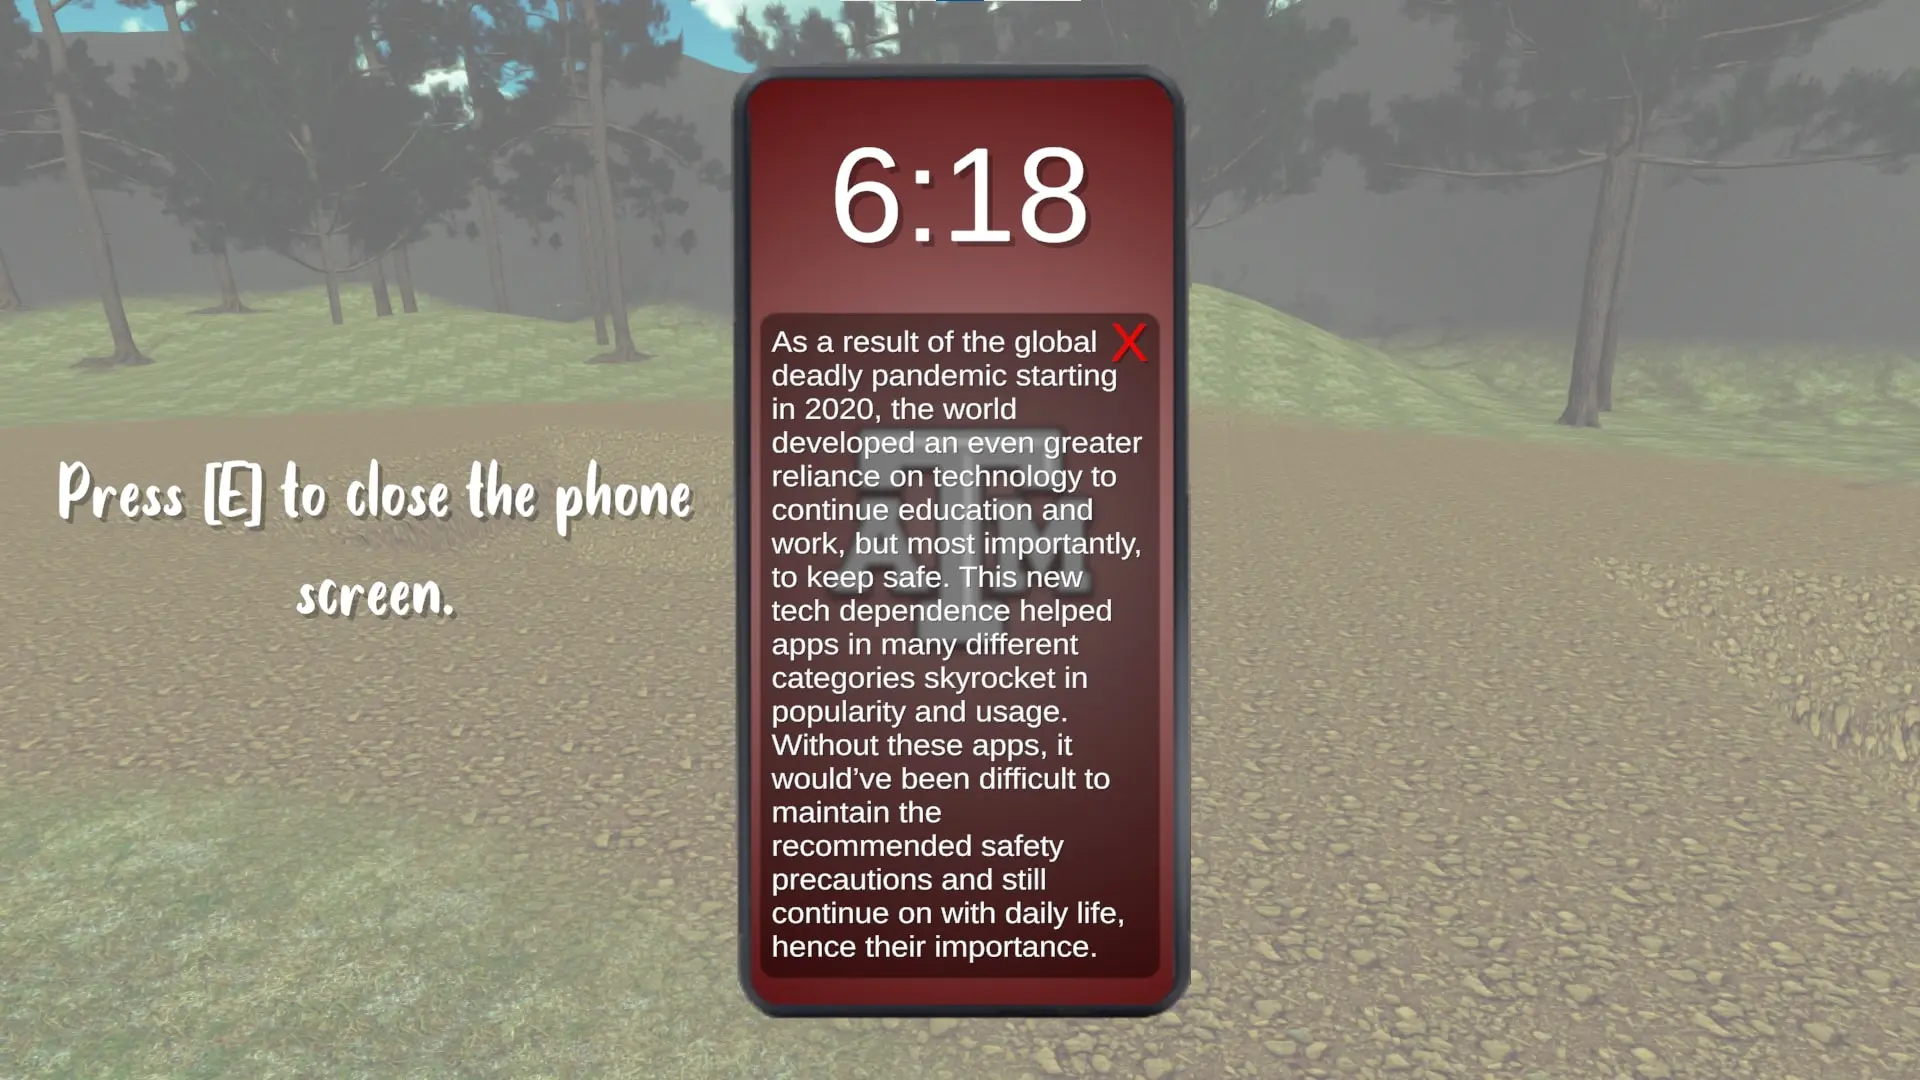 6:18
As a result of the global X
deadly pandemic starting
in 2020, the world
developed an even greater
reliance on technology to
continue education and
work, but most importantly,
to keep safe. This new
tech dependence helped
apps in many different
categories skyrocket in
popularity and usage.
Without these apps, it
would’ve been difficult to
maintain the
recommended safety
precautions and still
continue on with daily life,
hence their importance.
ATM
Press [E] to close the phone
screen.